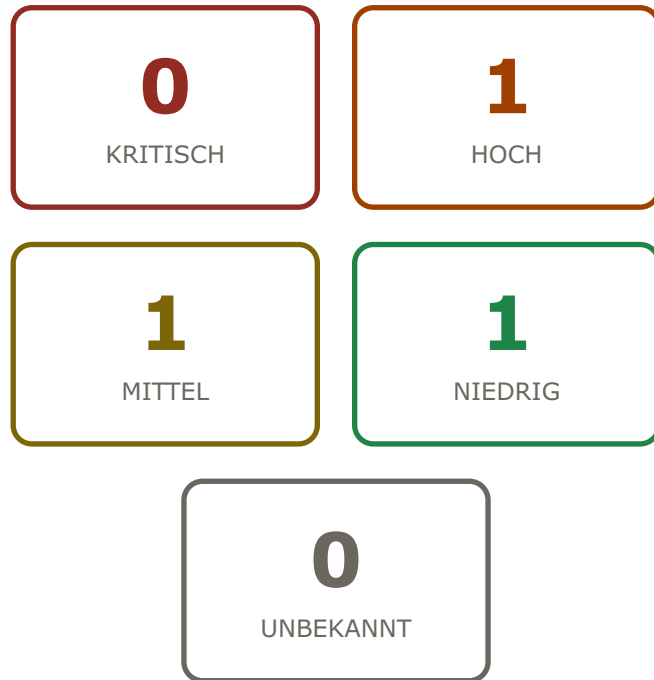 0
KRITISCH
1
HOCH
1
MITTEL
1
NIEDRIG
0
UNBEKANNT